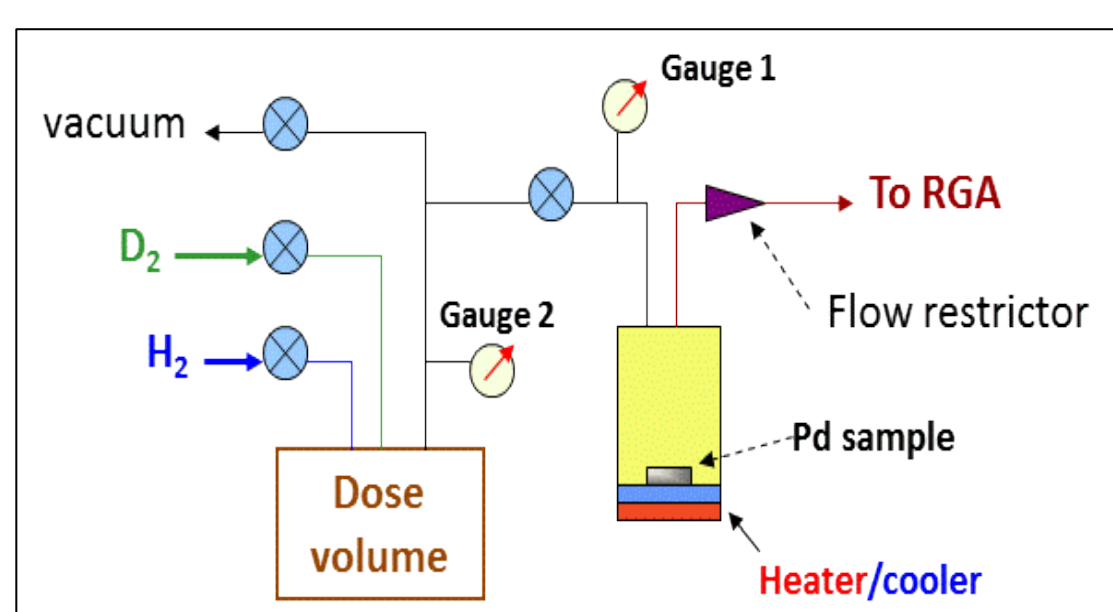 Gauge 1
vacuum
To RGA
D₂
Gauge 2
Flow restrictor
H₂
Pd sample
Dose
volume
Heater/cooler